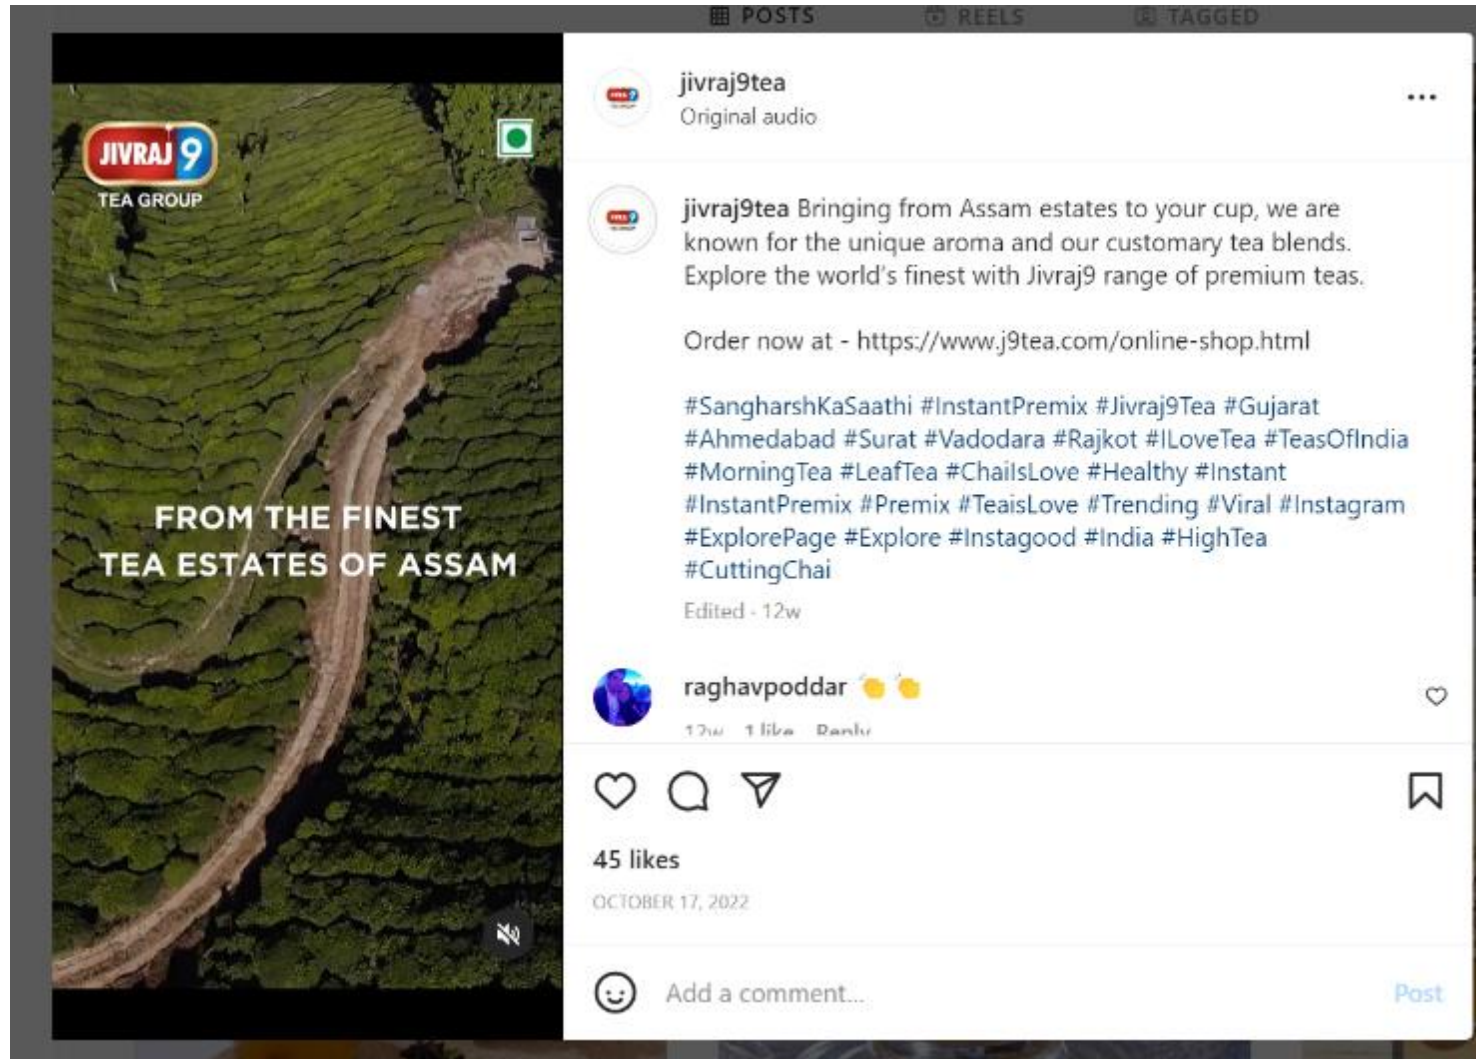 POSTS REELS TAGGED
JIVRAJ 9
TEA GROUP
FROM THE FINEST
TEA ESTATES OF ASSAM
jivraj9tea
Original audio
jivraj9tea Bringing from Assam estates to your cup, we are
known for the unique aroma and our customary tea blends.
Explore the world's finest with Jivraj9 range of premium teas.
Order now at - https://www.j9tea.com/online-shop.html
#SangharshKaSaathi #InstantPremix #Jivraj9Tea #Gujarat
#Ahmedabad #Surat #Vadodara #Rajkot #ILoveTea #TeasOfIndia
#MorningTea #LeafTea #ChaiIsLove #Healthy #Instant
#InstantPremix #Premix #TeaisLove #Trending #Viral #Instagram
#ExplorePage #Explore #Instagood #India #HighTea
#CuttingChai
Edited · 12w
raghavpoddar 👏 👏
12w 1 like Reply
45 likes
OCTOBER 17, 2022
Add a comment...
Post